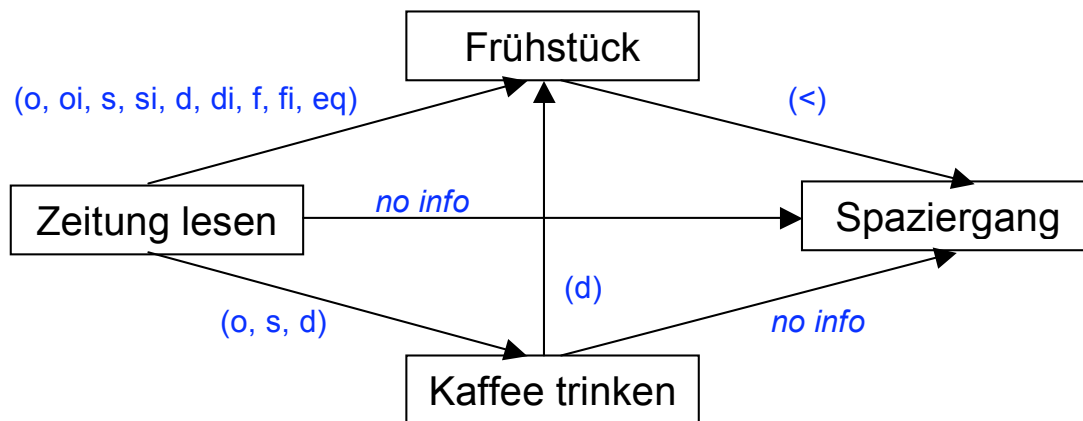 Frühstück
(o, oi, s, si, d, di, f, fi, eq)
(<)
no info
Zeitung lesen
Spaziergang
(d)
(o, s, d)
no info
Kaffee trinken